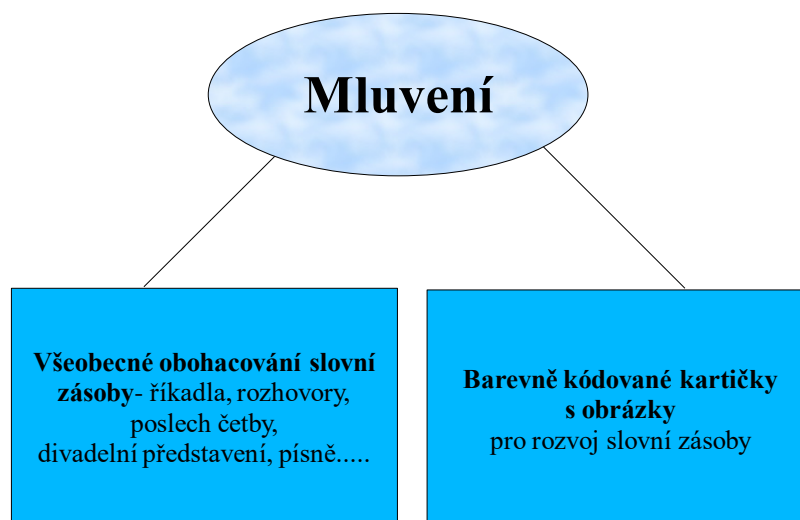 Mluvení
Všeobecné obohacování slovní
zásoby- říkadla, rozhovory,
poslech četby,
divadelní představení, písně.....
Barevně kódované kartičky
s obrázky
pro rozvoj slovní zásoby